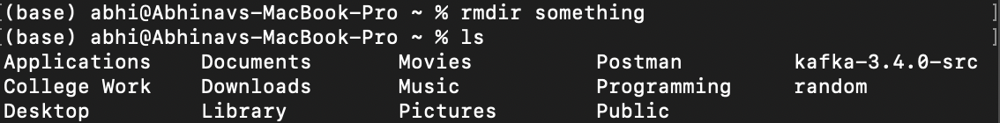 [(base) abhi@Abhinavs-MacBook-Pro ~ % rmdir something ]
[(base) abhi@Abhinavs-MacBook-Pro ~ % ls ]
Applications Documents Movies Postman kafka-3.4.0-src
College Work Downloads Music Programming random
Desktop Library Pictures Public